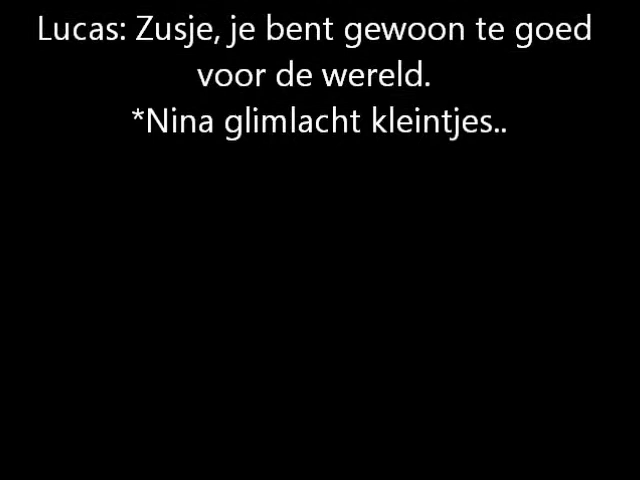 Lucas: Zusje, je bent gewoon te goed
voor de wereld.
*Nina glimlacht kleintjes..